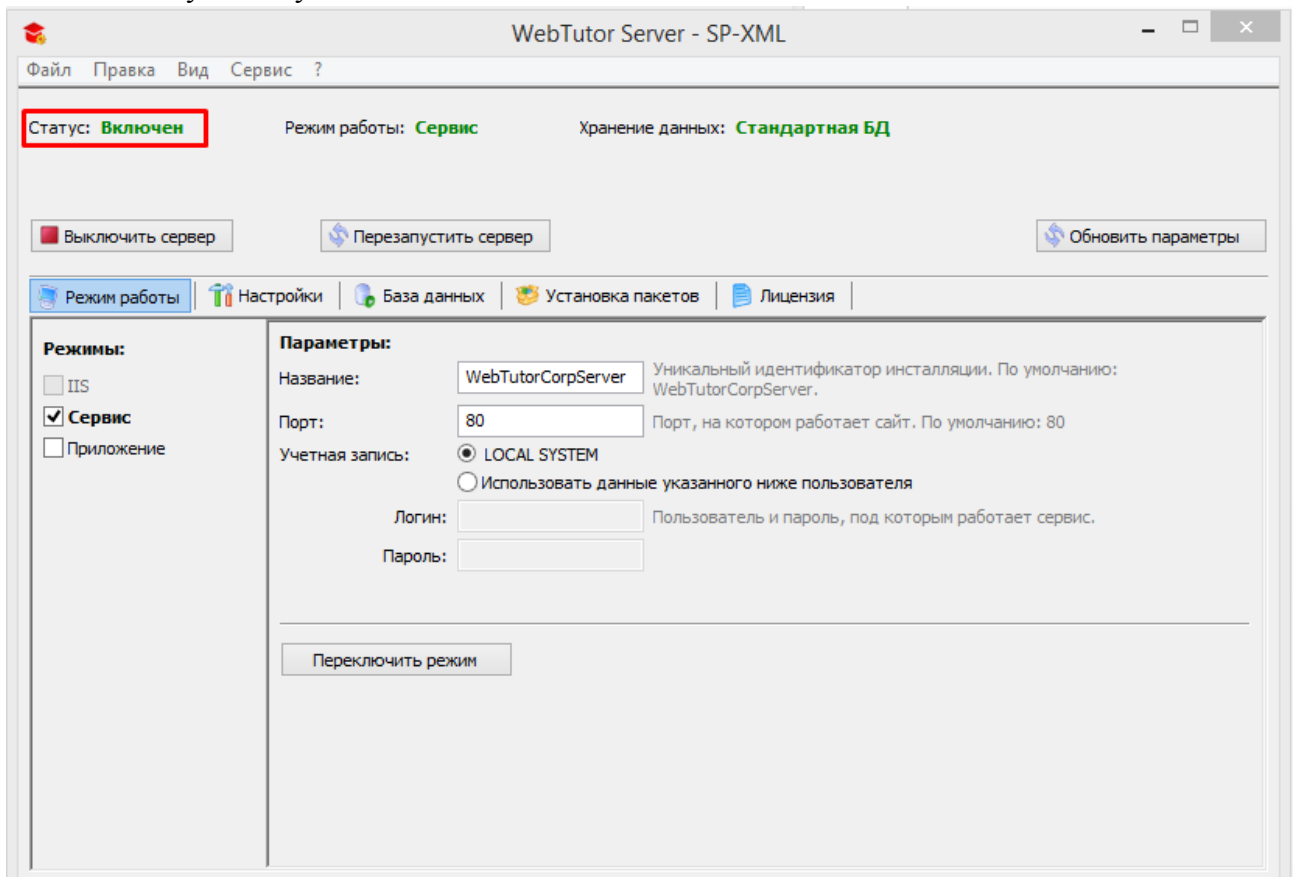 WebTutor Server - SP-XML
Файл Правка Вид Сервис ?
Статус: Включен Режим работы: Сервис Хранение данных: Стандартная БД
Выключить сервер Перезапустить сервер Обновить параметры
Режим работы Настройки База данных Установка пакетов Лицензия
Режимы:
IIS
Сервис
Приложение
Параметры:
Название: WebTutorCorpServer Уникальный идентификатор инсталляции. По умолчанию:
WebTutorCorpServer.
Порт: 80 Порт, на котором работает сайт. По умолчанию: 80
Учетная запись: LOCAL SYSTEM
Использовать данные указанного ниже пользователя
Логин: Пользователь и пароль, под которым работает сервис.
Пароль:
Переключить режим